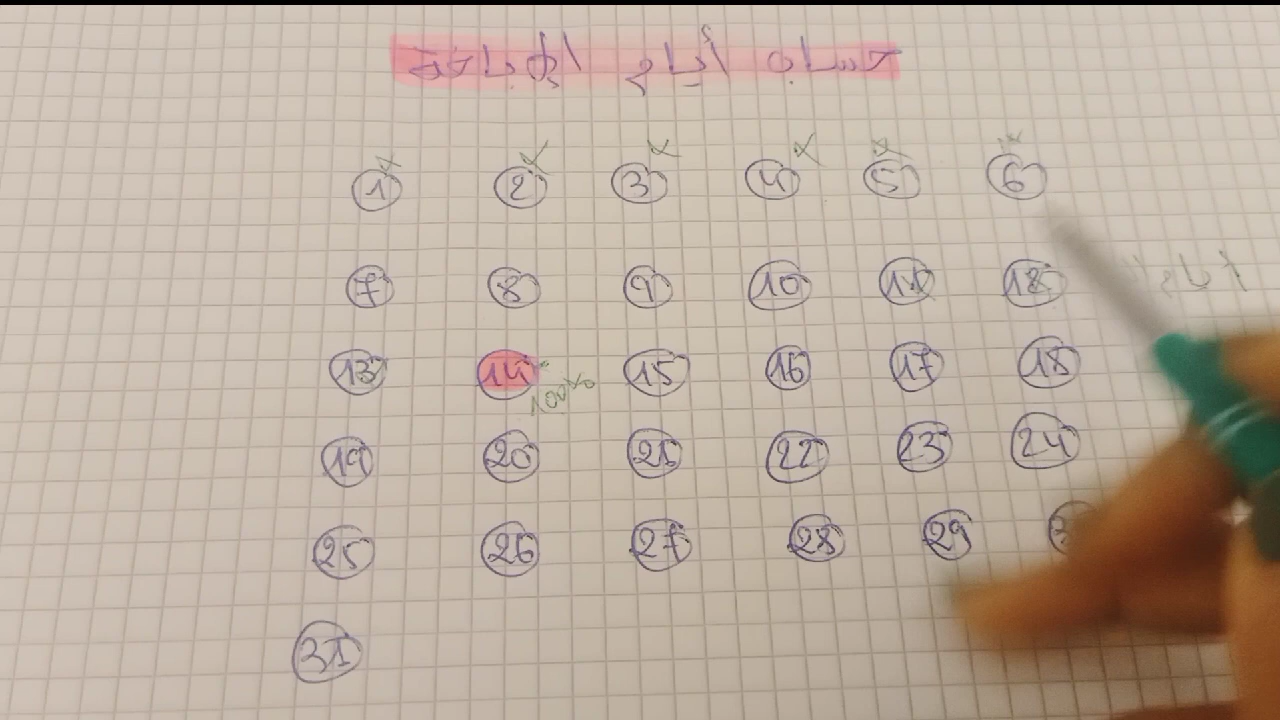 حساب أيام الإباضة
x x x x x x
1 2 3 4 5 6
7 8 9 10 11 12
13 14 100% 15 16 17 18
19 20 21 22 23 24
25 26 27 28 29
31